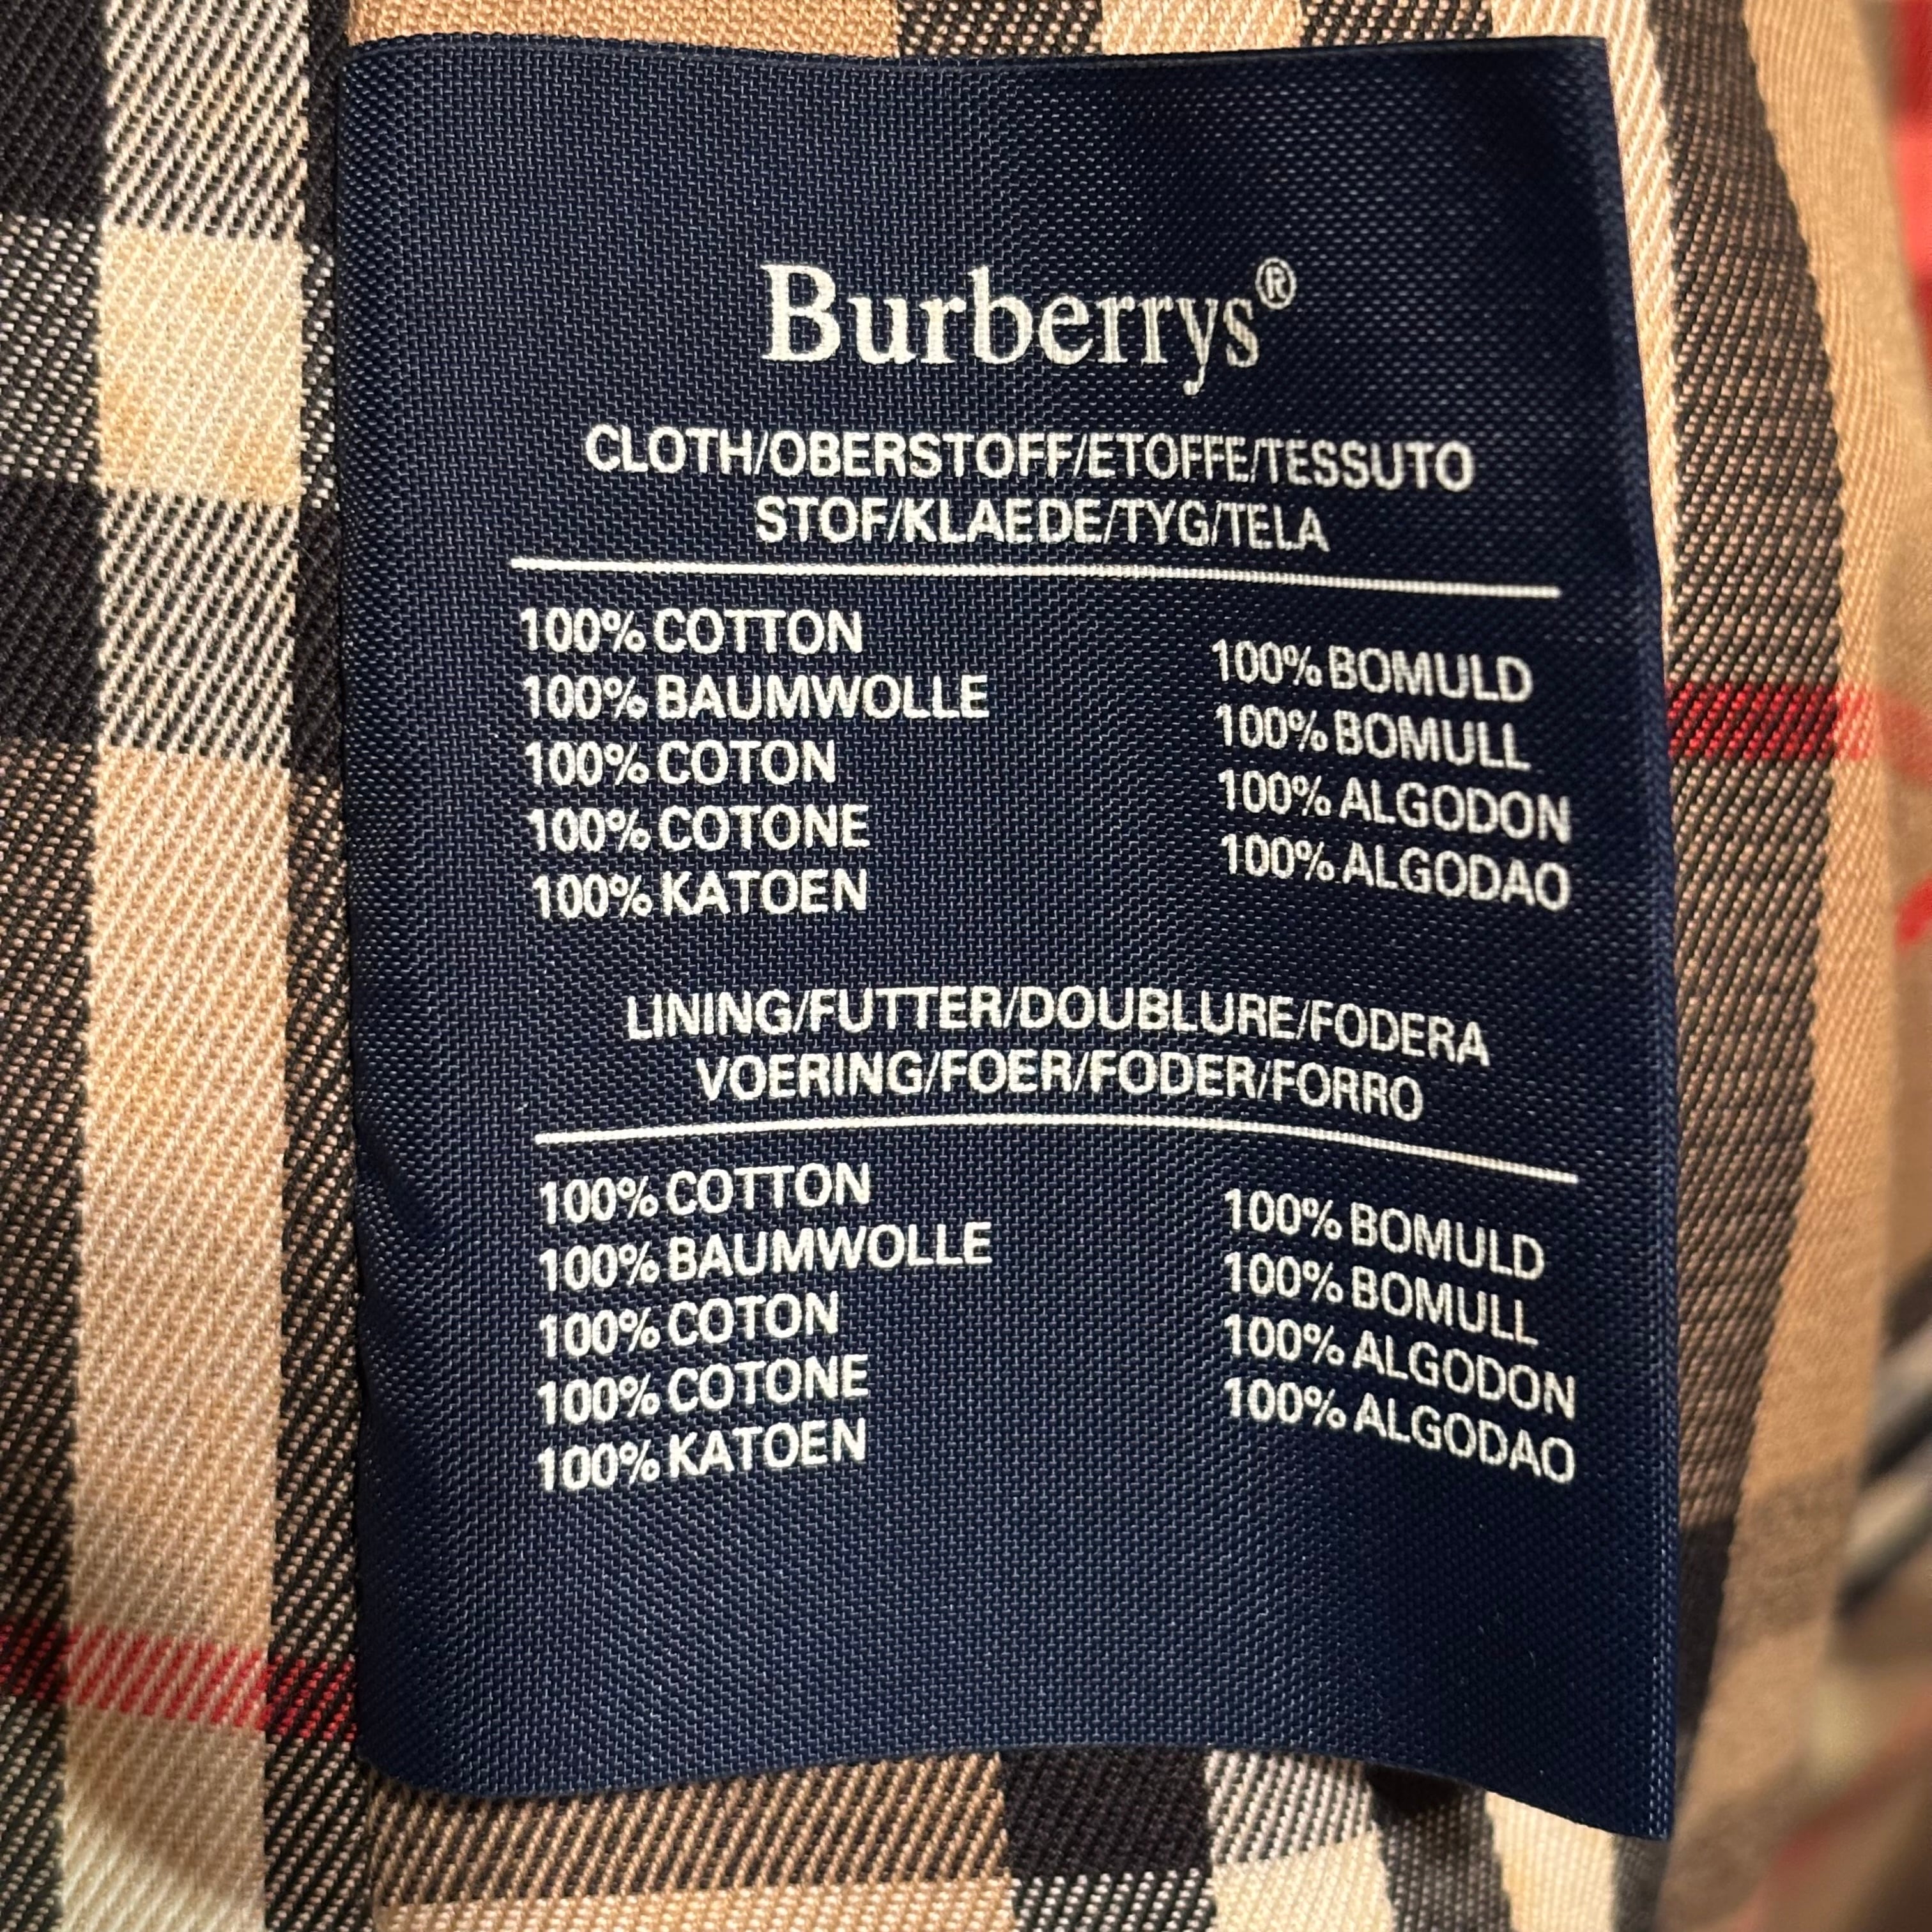 Burberrys®
CLOTH/OBERSTOFF/ETOFFE/TESSUTO
STOF/KLAEDE/TYG/TELA
100% COTTON
100% BAUMWOLLE
100% COTON
100% COTONE
100% KATOEN
100% BOMULD
100% BOMULL
100% ALGODON
100% ALGODAO
LINING/FUTTER/DOUBLURE/FODERA
VOERING/FOER/FODER/FORRO
100% COTTON
100% BAUMWOLLE
100% COTON
100% COTONE
100% KATOEN
100% BOMULD
100% BOMULL
100% ALGODON
100% ALGODAO